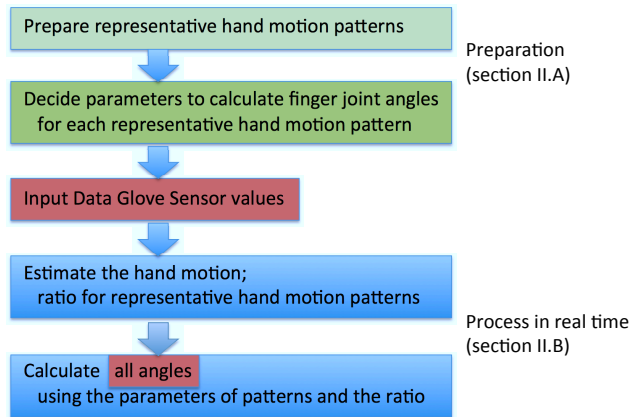 Prepare representative hand motion patterns
Preparation
(section II.A)
Decide parameters to calculate finger joint angles
for each representative hand motion pattern
Input Data Glove Sensor values
Estimate the hand motion;
ratio for representative hand motion patterns
Process in real time
(section II.B)
Calculate all angles
using the parameters of patterns and the ratio